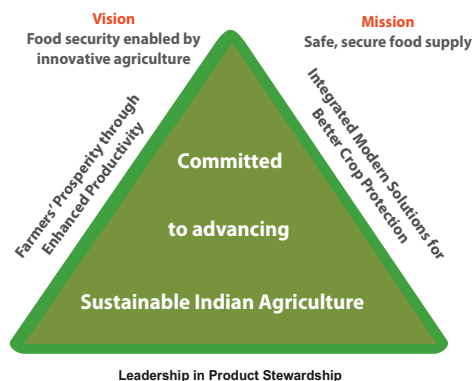 Vision
Food security enabled by
innovative agriculture
Mission
Safe, secure food supply
Farmers' Prosperity through
Enhanced Productivity
Integrated Modern Solutions for
Better Crop Protection
Committed
to advancing
Sustainable Indian Agriculture
Leadership in Product Stewardship